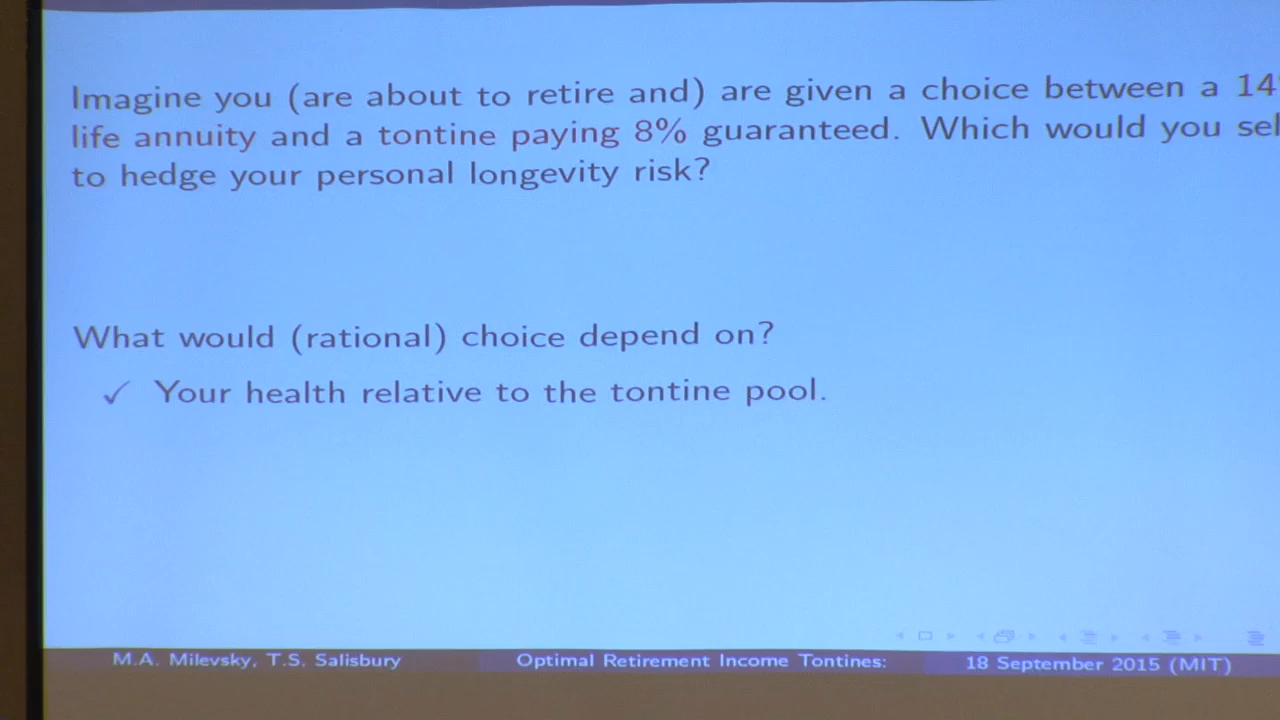 Imagine you (are about to retire and) are given a choice between a 14
life annuity and a tontine paying 8% guaranteed. Which would you
to hedge your personal longevity risk?
What would (rational) choice depend on?
✓ Your health relative to the tontine pool.
M.A. Milevsky, T.S. Salisbury
Optimal Retirement Income Tontines:
18 September 2015 (MIT)